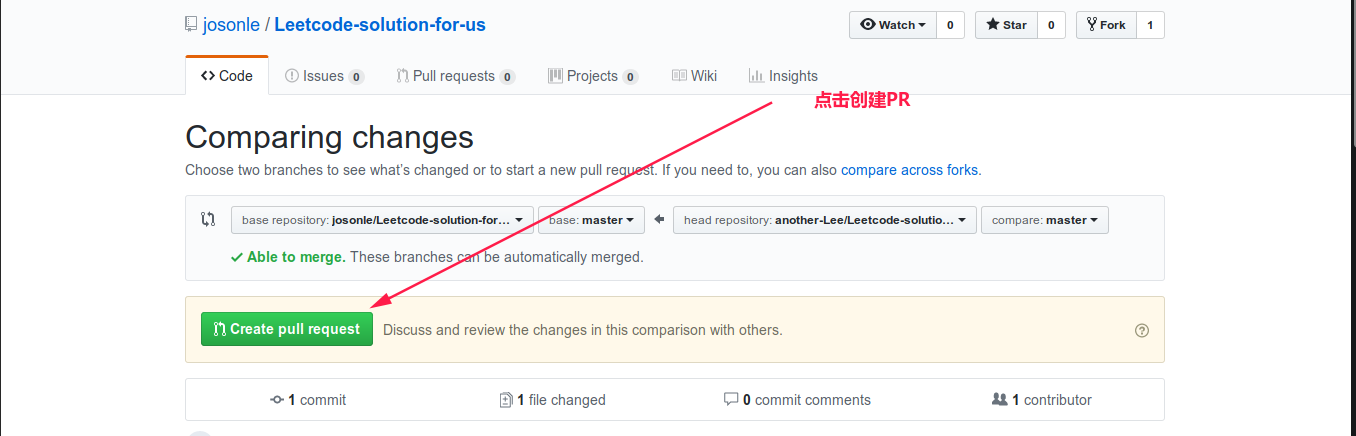 josonle / Leetcode-solution-for-us
Watch 0 Star 0 Fork 1
Code Issues 0 Pull requests 0 Projects 0 Wiki Insights
点击创建PR
Comparing changes
Choose two branches to see what's changed or to start a new pull request. If you need to, you can also compare across forks.
base repository: josonle/Leetcode-solution-for... base: master head repository: another-Lee/Leetcode-solutio... compare: master
Able to merge. These branches can be automatically merged.
Create pull request Discuss and review the changes in this comparison with others.
1 commit 1 file changed 0 commit comments 1 contributor